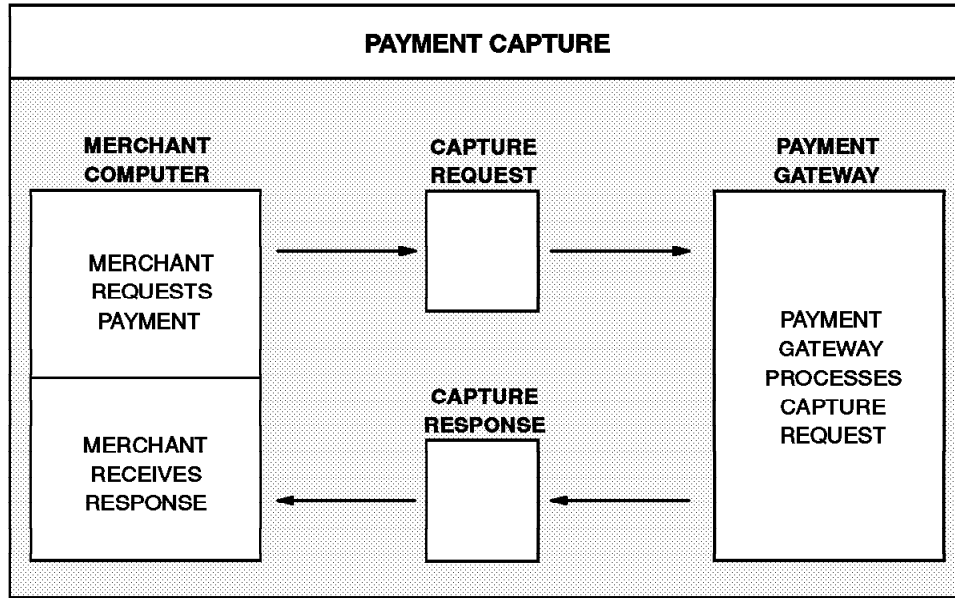 PAYMENT CAPTURE
MERCHANT
COMPUTER
CAPTURE
REQUEST
PAYMENT
GATEWAY
MERCHANT
REQUESTS
PAYMENT
PAYMENT
GATEWAY
PROCESSES
CAPTURE
REQUEST
CAPTURE
RESPONSE
MERCHANT
RECEIVES
RESPONSE